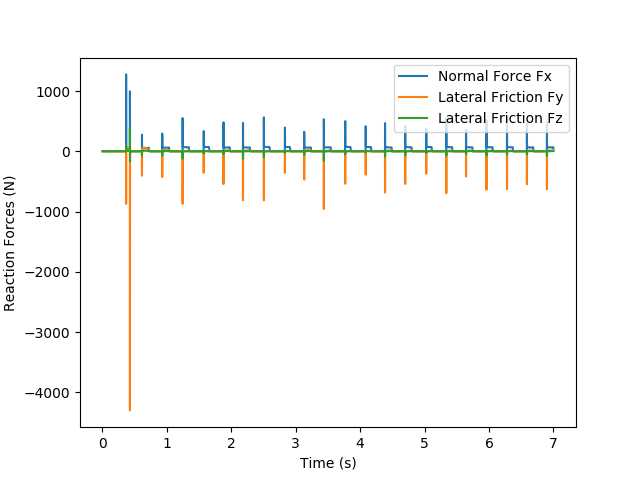 Normal Force Fx
Lateral Friction Fy
Lateral Friction Fz
1000
0
−1000
−2000
−3000
−4000
Reaction Forces (N)
0 1 2 3 4 5 6 7
Time (s)